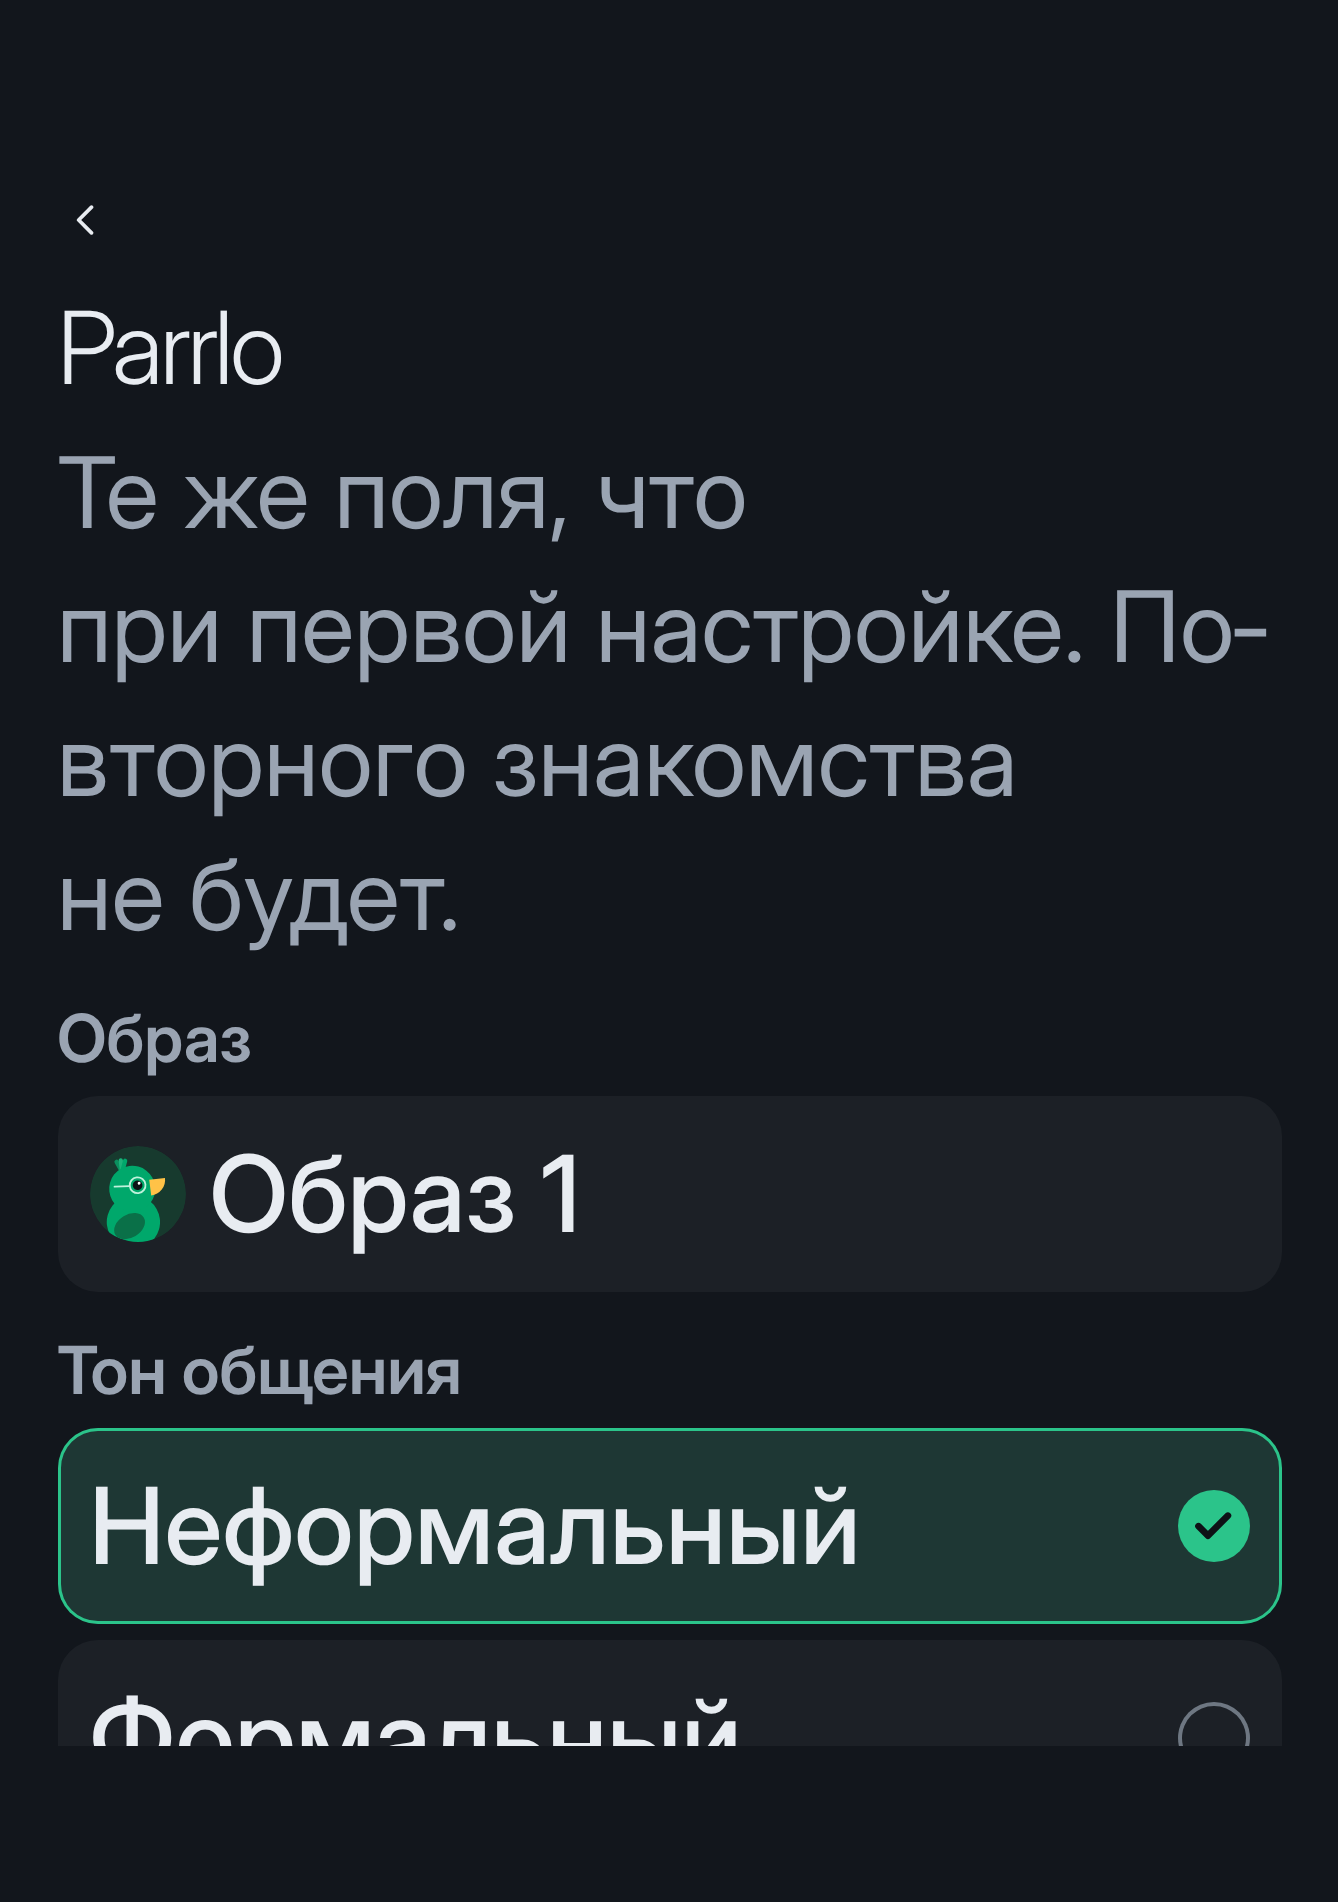 Parrlo
Те же поля, что
при первой настройке. По-
вторного знакомства
не будет.
Образ
Образ 1
Тон общения
Неформальный
Формальный